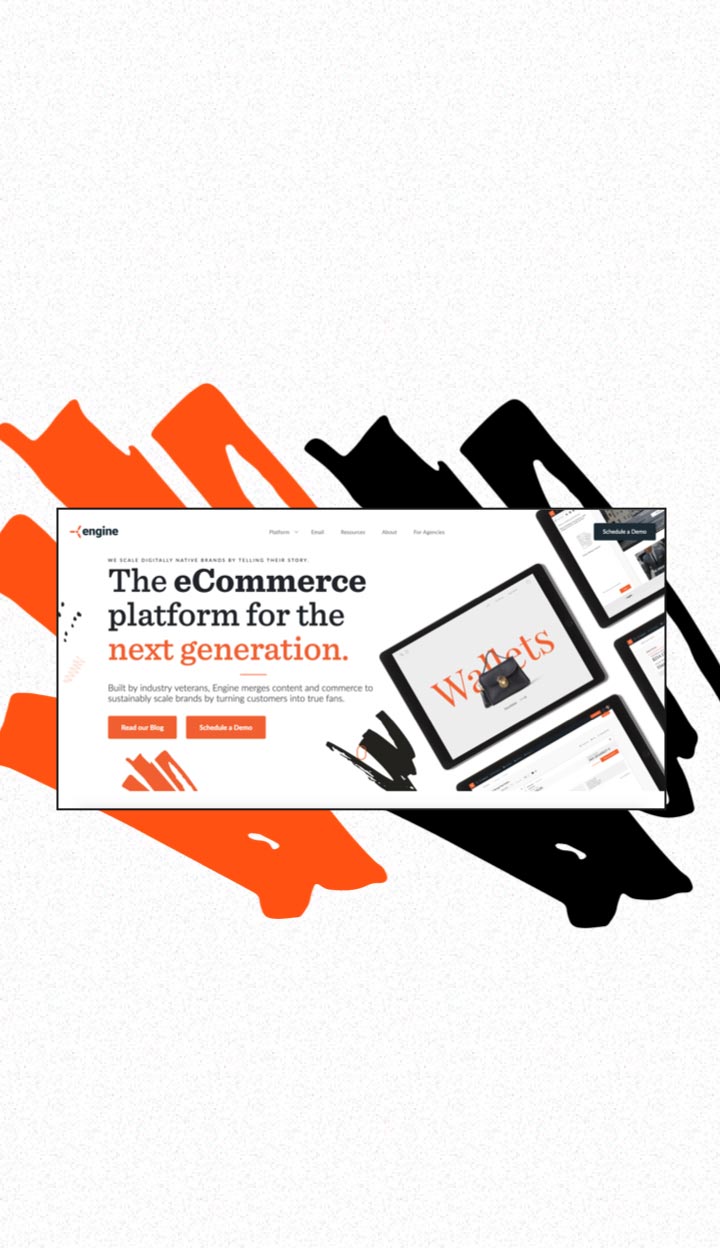 engine
Platform Email Resources About For Agencies
Schedule a Demo
WE SCALE DIGITALLY NATIVE BRANDS BY TELLING THEIR STORY.
The eCommerce
platform for the
next generation.
Built by industry veterans, Engine merges content and commerce to
sustainably scale brands by turning customers into true fans.
Read our Blog Schedule a Demo
Wallets